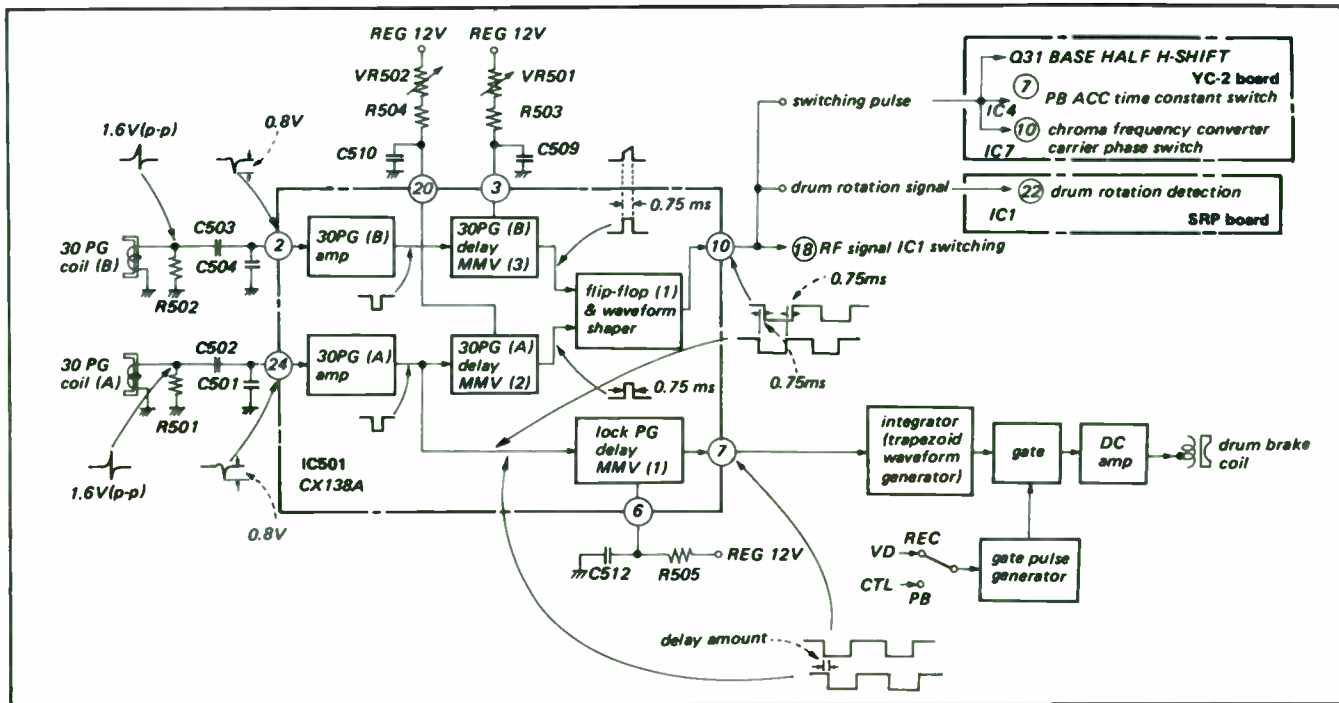 REG 12V
REG 12V
VR502
VR501
R504
R503
C510
C509
1.6V(p-p)
0.8V
20
3
0.75 ms
switching pulse
Q31 BASE HALF H-SHIFT
YC-2 board
7
PB ACC time constant switch
IC4
10
chroma frequency converter
carrier phase switch
IC7
drum rotation signal
22
drum rotation detection
IC1
SRP board
18
RF signal IC1 switching
30 PG
coil (B)
C503
C504
R502
2
30PG (B)
amp
30PG (B)
delay
MMV (3)
flip-flop (1)
& waveform
shaper
10
0.75ms
0.75ms
30 PG
coil (A)
C502
C501
R501
24
30PG (A)
amp
30PG (A)
delay
MMV (2)
0.75 ms
1.6V(p-p)
0.8V
IC501
CX138A
lock PG
delay
MMV (1)
7
6
integrator
(trapezoid
waveform
generator)
gate
DC
amp
drum brake
coil
C512
R505
REG 12V
REC
VD
CTL
PB
gate pulse
generator
delay amount